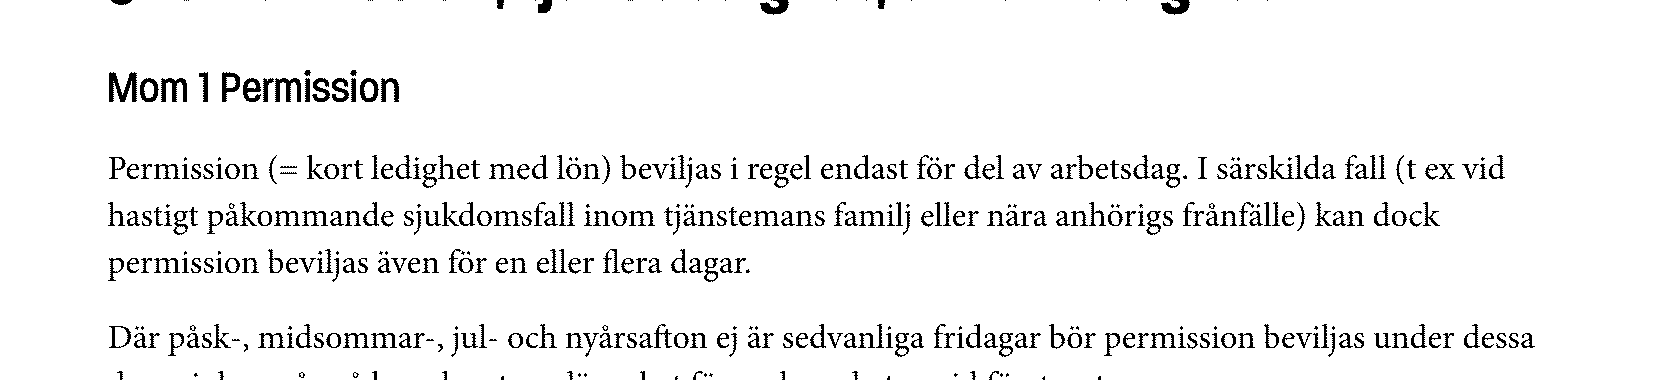 Mom 1 Permission
Permission (= kort ledighet med lön) beviljas i regel endast för del av arbetsdag. I särskilda fall (t ex vid
hastigt påkommande sjukdomsfall inom tjänstemans familj eller nära anhörigs frånfälle) kan dock
permission beviljas även för en eller flera dagar.
Där påsk-, midsommar-, jul- och nyårsafton ej är sedvanliga fridagar bör permission beviljas under dessa